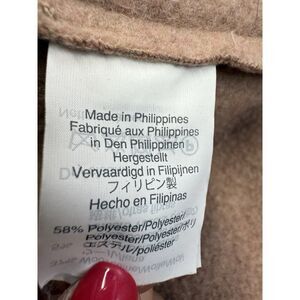 Made in Philippines
Fabriqué aux Philippines
in Den Philippinen
Hergestellt
Vervaardigd in Filipijnen
フィリピン製
Hecho en Filipinas
58% Polyester/Polyester/
Polyester/Polyester/ポリ
エステル/poliéster